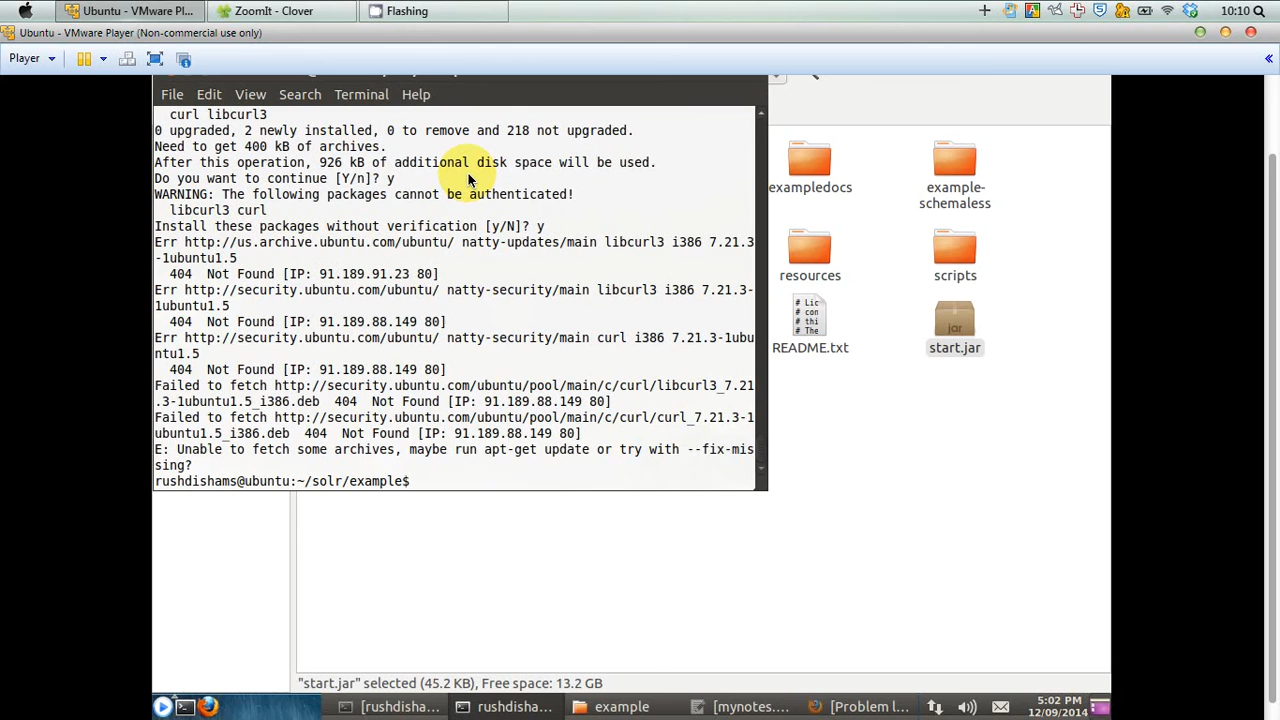 Ubuntu - VMware Pl...
ZoomIt - Clover
Flashing
10:10
Ubuntu - VMware Player (Non-commercial use only)
Player
File Edit View Search Terminal Help
curl libcurl3
0 upgraded, 2 newly installed, 0 to remove and 218 not upgraded.
Need to get 400 kB of archives.
After this operation, 926 kB of additional disk space will be used.
Do you want to continue [Y/n]? y
WARNING: The following packages cannot be authenticated!
libcurl3 curl
Install these packages without verification [y/N]? y
Err http://us.archive.ubuntu.com/ubuntu/ natty-updates/main libcurl3 i386 7.21.3
-1ubuntu1.5
404  Not Found [IP: 91.189.91.23 80]
Err http://security.ubuntu.com/ubuntu/ natty-security/main libcurl3 i386 7.21.3-
1ubuntu1.5
404  Not Found [IP: 91.189.88.149 80]
Err http://security.ubuntu.com/ubuntu/ natty-security/main curl i386 7.21.3-1ubu
ntu1.5
404  Not Found [IP: 91.189.88.149 80]
Failed to fetch http://security.ubuntu.com/ubuntu/pool/main/c/curl/libcurl3_7.21
.3-1ubuntu1.5_i386.deb  404  Not Found [IP: 91.189.88.149 80]
Failed to fetch http://security.ubuntu.com/ubuntu/pool/main/c/curl/curl_7.21.3-1
ubuntu1.5_i386.deb  404  Not Found [IP: 91.189.88.149 80]
E: Unable to fetch some archives, maybe run apt-get update or try with --fix-mis
sing?
rushdishams@ubuntu:~/solr/example$
exampledocs
example-
schemaless
resources
scripts
# Lic
con
# thi
# The
jar
README.txt
start.jar
"start.jar" selected (45.2 KB), Free space: 13.2 GB
[rushdisha...
rushdisha...
example
[mynotes....
[Problem l...
5:02 PM
12/09/2014